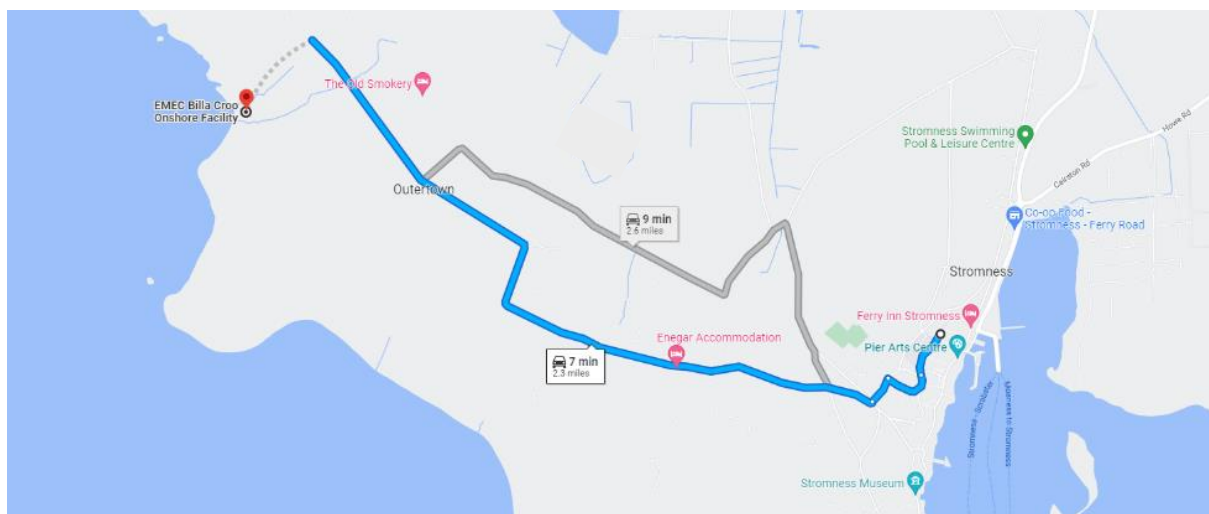 The Old Smokery
EMEC Billa Croo
Onshore Facility
Outertown
9 min
2.6 miles
7 min
2.3 miles
Enegar Accommodation
Stromness Swimming
Pool & Leisure Centre
Howe Rd
Cairston Rd
Co-op Food -
Stromness - Ferry Road
Stromness
Ferry Inn Stromness
Pier Arts Centre
Stromness - Scrabster
Moaness to Stromness
Stromness Museum